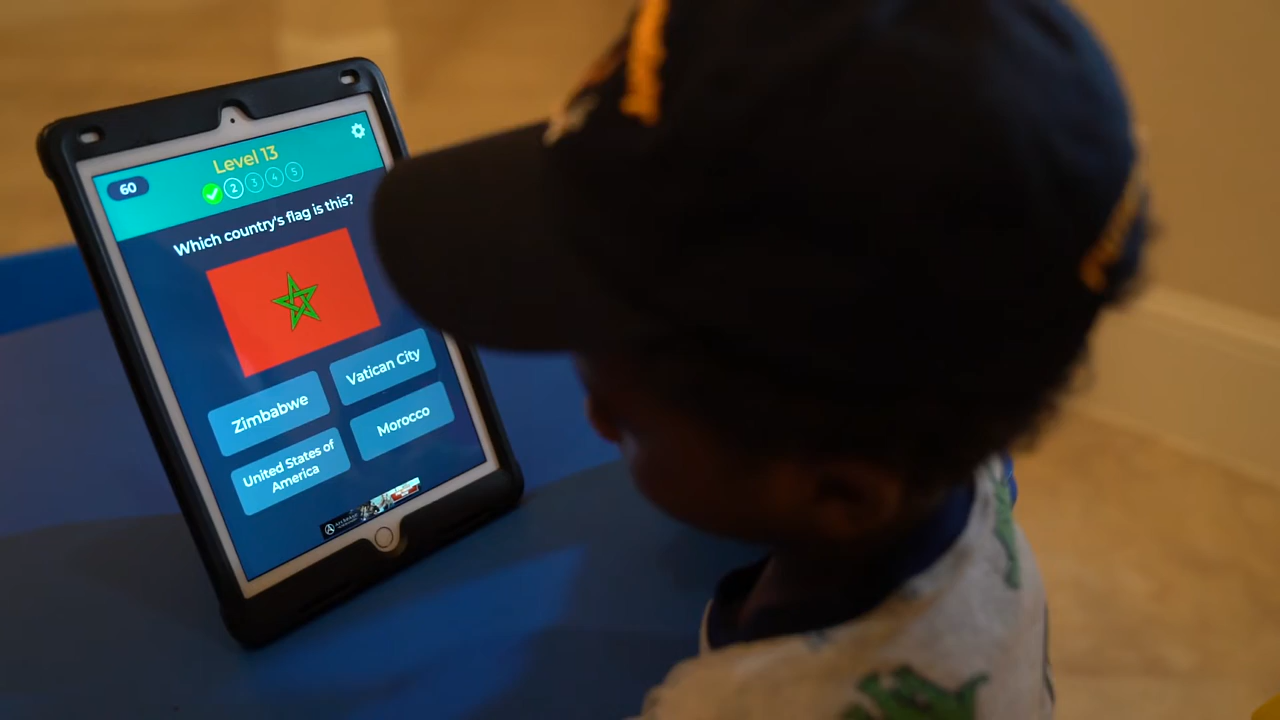 Level 13
60
2 3 4 5
Which country's flag is this?
Zimbabwe
Vatican City
United States of
America
Morocco